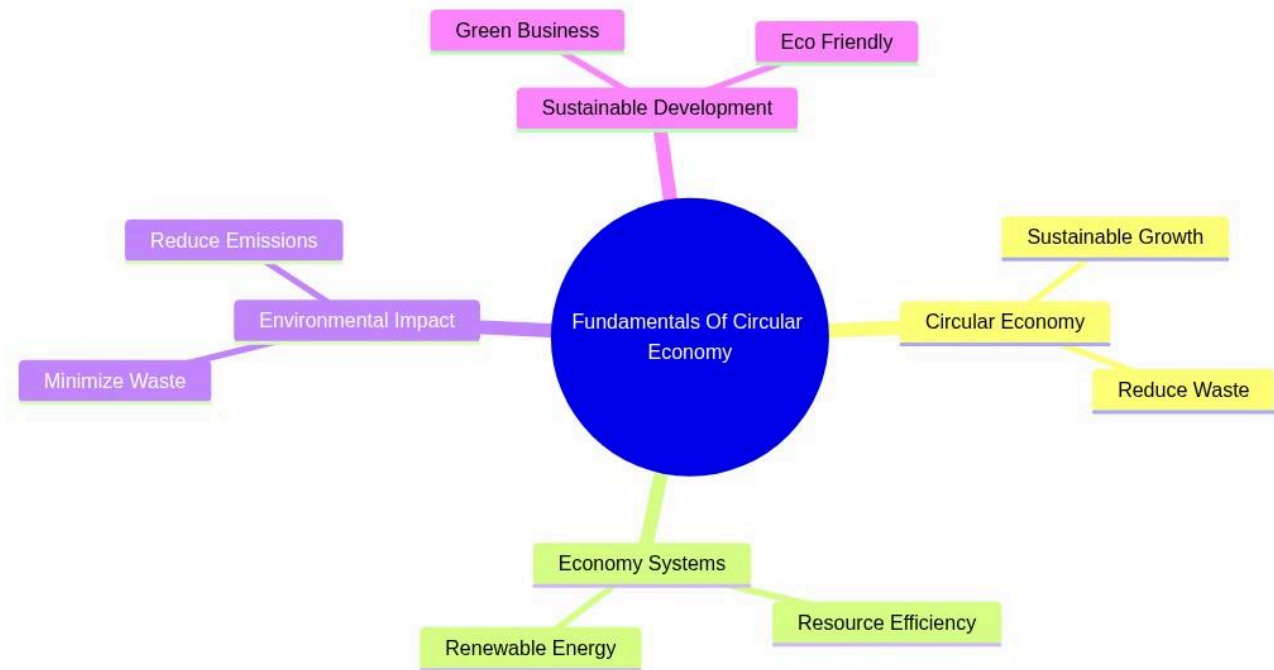 Green Business
Eco Friendly
Sustainable Development
Reduce Emissions
Environmental Impact
Minimize Waste
Fundamentals Of Circular
Economy
Sustainable Growth
Circular Economy
Reduce Waste
Economy Systems
Renewable Energy
Resource Efficiency